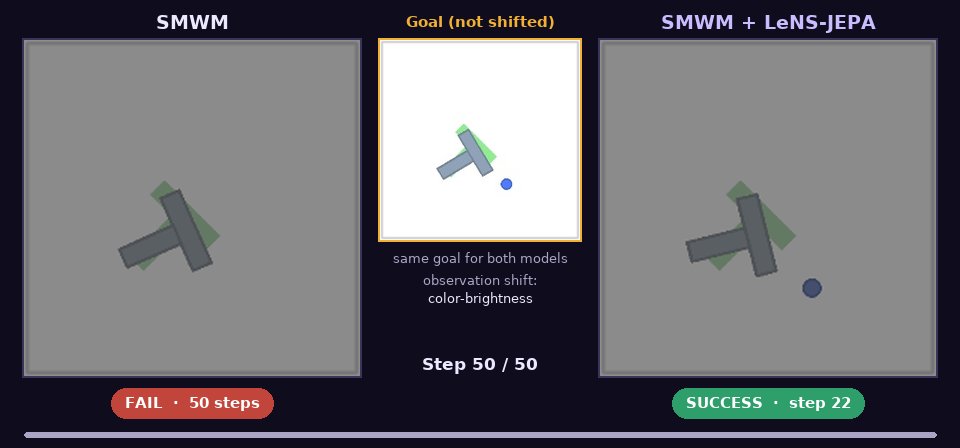 SMWM
Goal (not shifted)
SMWM + LeNS-JEPA
same goal for both models
observation shift:
color-brightness
Step 50 / 50
FAIL · 50 steps
SUCCESS · step 22